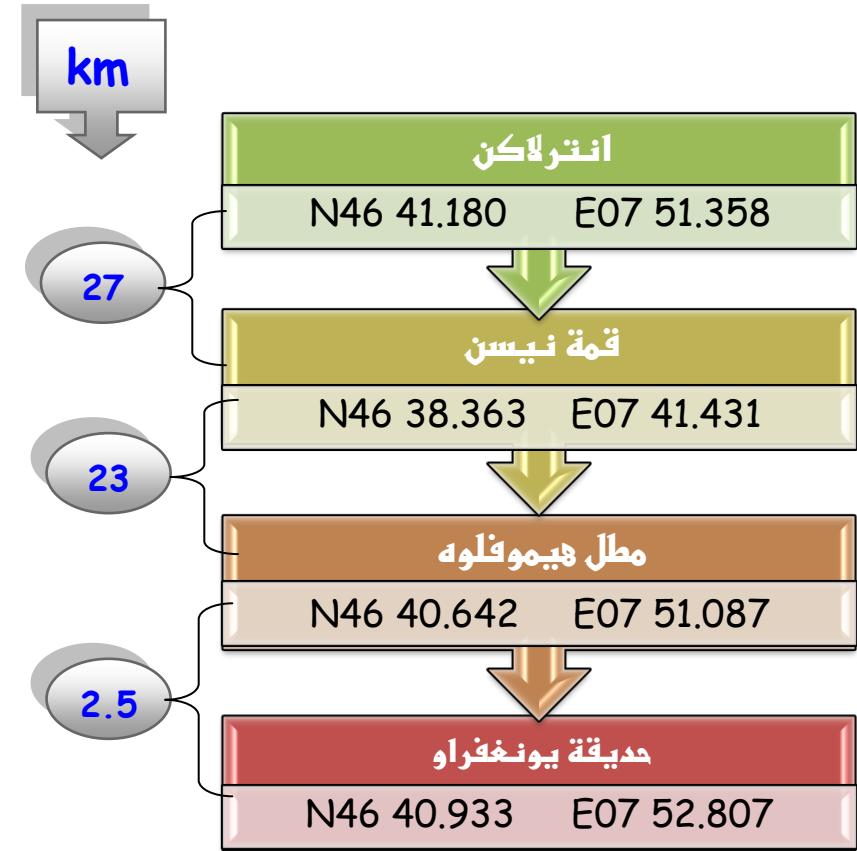 km
انترلاكن
N46 41.180 E07 51.358
27
قمة نيسن
N46 38.363 E07 41.431
23
مطل هيموفلوه
N46 40.642 E07 51.087
2.5
حديقة يونغفراو
N46 40.933 E07 52.807